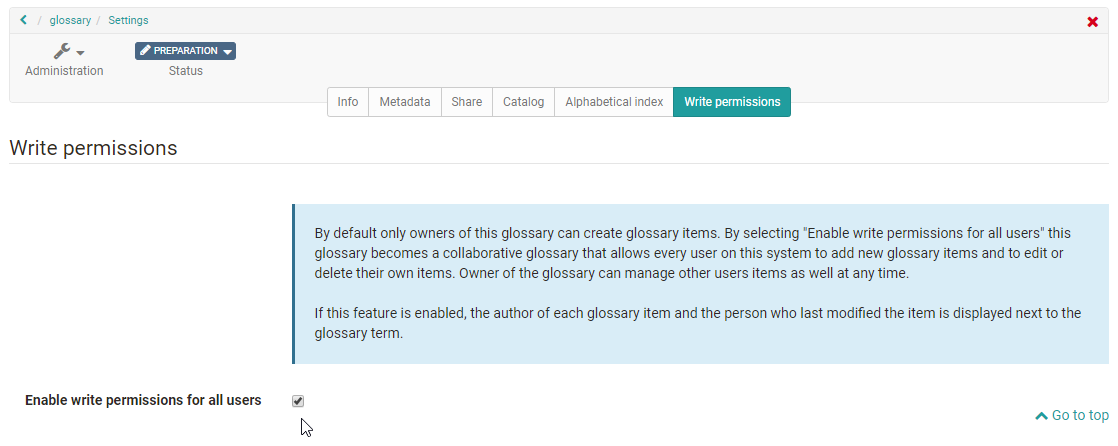 / glossary / Settings
Administration
PREPARATION
Status
Info Metadata Share Catalog Alphabetical index Write permissions
Write permissions
By default only owners of this glossary can create glossary items. By selecting "Enable write permissions for all users" this
glossary becomes a collaborative glossary that allows every user on this system to add new glossary items and to edit or
delete their own items. Owner of the glossary can manage other users items as well at any time.
If this feature is enabled, the author of each glossary item and the person who last modified the item is displayed next to the
glossary term.
Enable write permissions for all users
Go to top